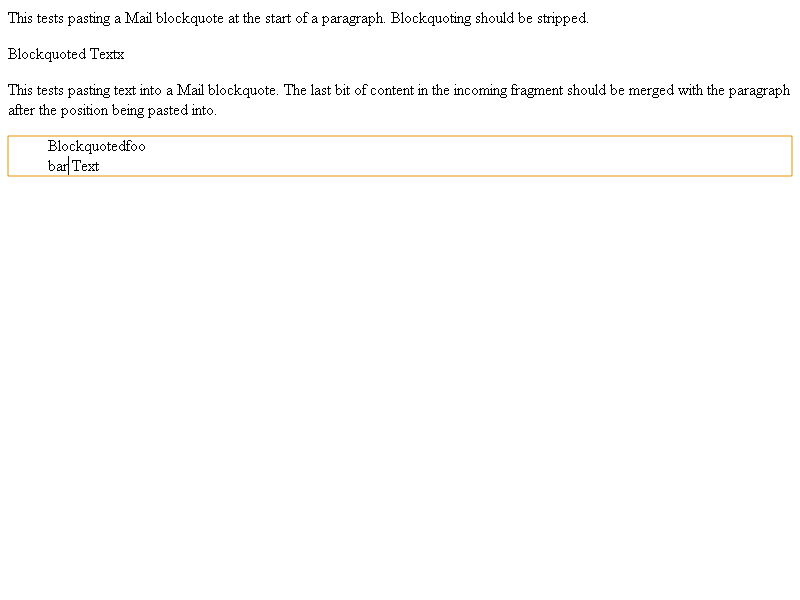 This tests pasting a Mail blockquote at the start of a paragraph. Blockquoting should be stripped.
Blockquoted Textx
This tests pasting text into a Mail blockquote. The last bit of content in the incoming fragment should be merged with the paragraph
after the position being pasted into.
Blockquotedfoo
bar Text